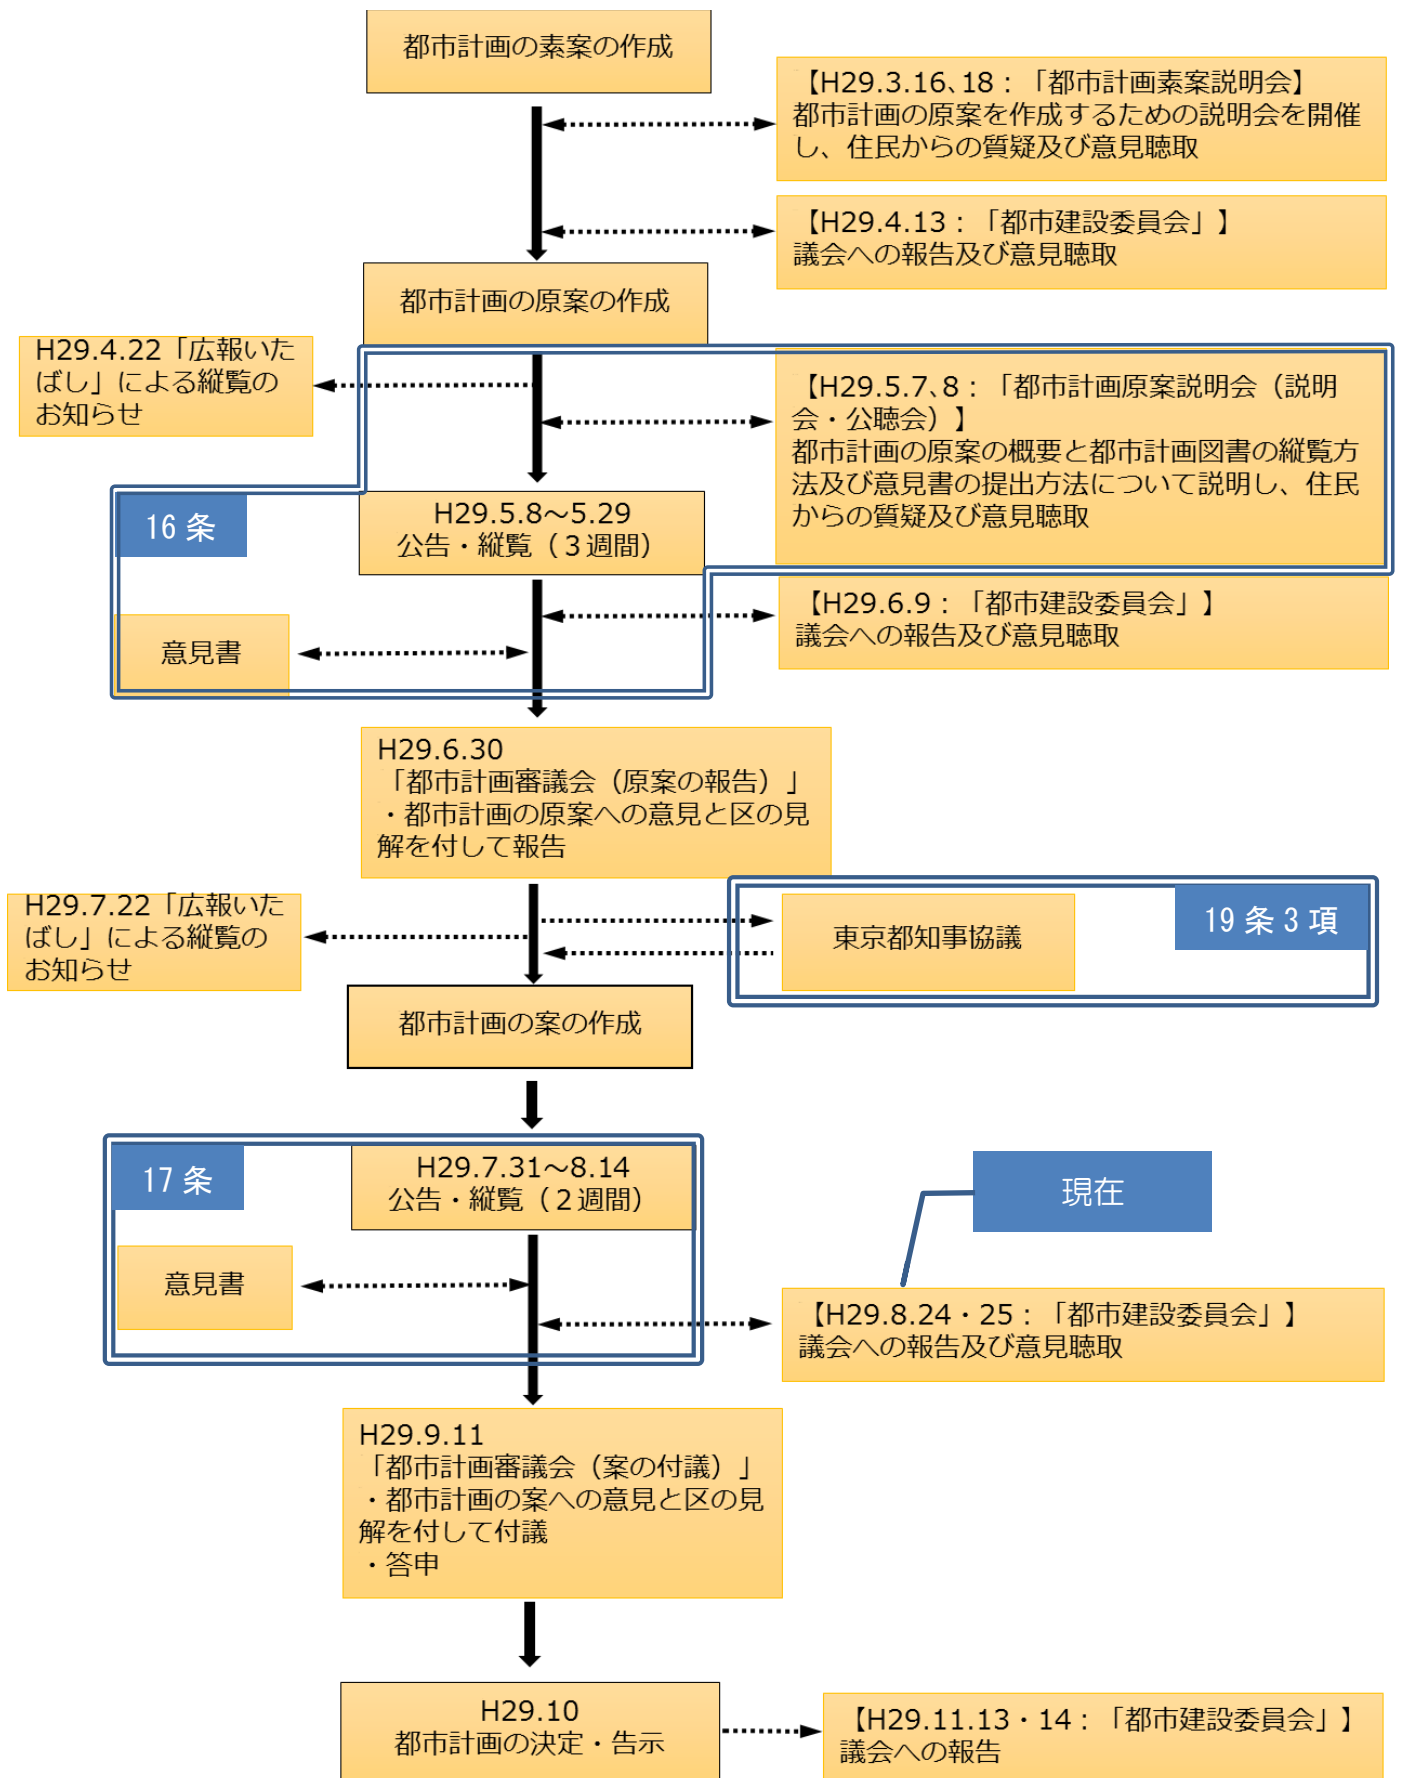 都市計画の素案の作成
【H29.3.16、18：「都市計画素案説明会】
都市計画の原案を作成するための説明会を開催
し、住民からの質疑及び意見聴取
【H29.4.13：「都市建設委員会」】
議会への報告及び意見聴取
都市計画の原案の作成
H29.4.22「広報いた
ばし」による縦覧の
お知らせ
【H29.5.7、8：「都市計画原案説明会（説明
会・公聴会）】
都市計画の原案の概要と都市計画図書の縦覧方
法及び意見書の提出方法について説明し、住民
からの質疑及び意見聴取
16条
H29.5.8～5.29
公告・縦覧（３週間）
【H29.6.9：「都市建設委員会」】
議会への報告及び意見聴取
意見書
H29.6.30
「都市計画審議会（原案の報告）」
・都市計画の原案への意見と区の見
解を付して報告
H29.7.22「広報いた
ばし」による縦覧の
お知らせ
19条3項
東京都知事協議
都市計画の案の作成
17条
H29.7.31～8.14
公告・縦覧（２週間）
現在
意見書
【H29.8.24・25：「都市建設委員会」】
議会への報告及び意見聴取
H29.9.11
「都市計画審議会（案の付議）」
・都市計画の案への意見と区の見
解を付して付議
・答申
H29.10
都市計画の決定・告示
【H29.11.13・14：「都市建設委員会」】
議会への報告